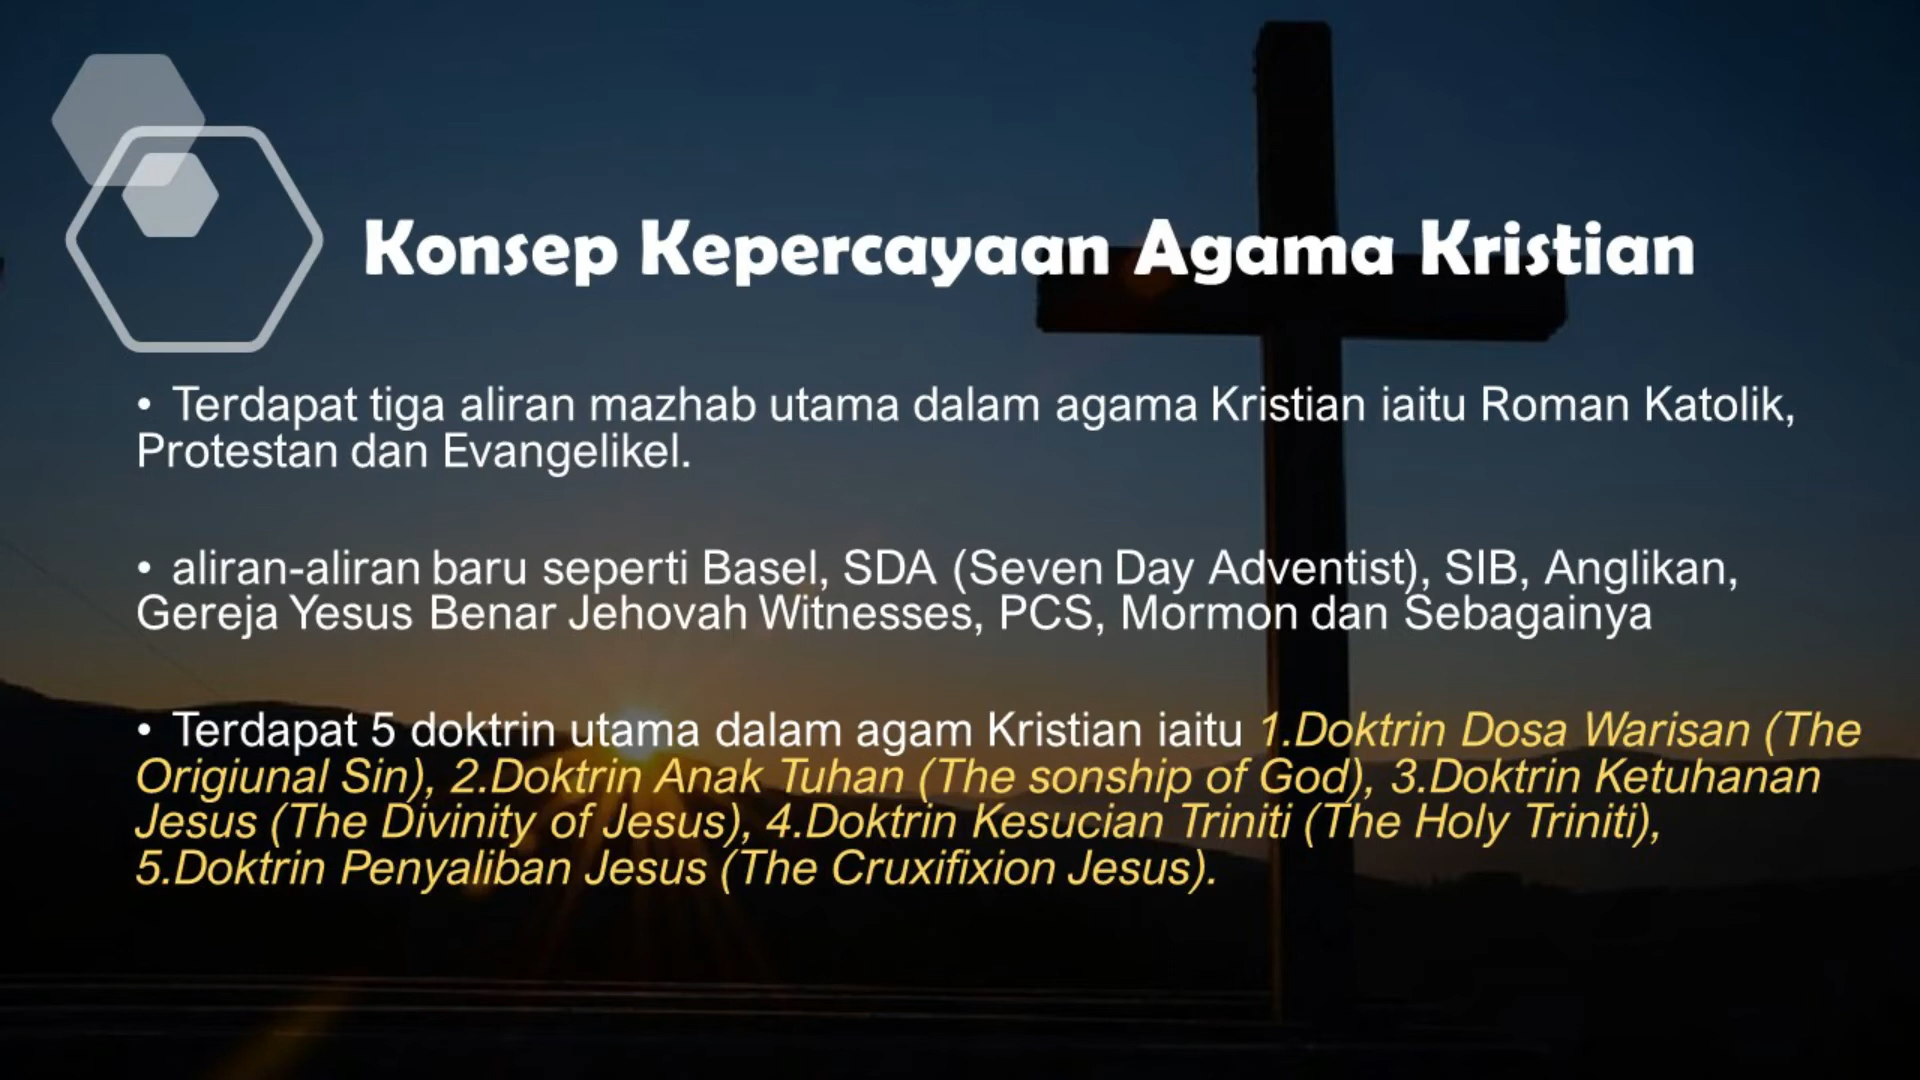 Konsep Kepercayaan Agama Kristian
• Terdapat tiga aliran mazhab utama dalam agama Kristian iaitu Roman Katolik,
Protestan dan Evangelikel.
• aliran-aliran baru seperti Basel, SDA (Seven Day Adventist), SIB, Anglikan,
Gereja Yesus Benar Jehovah Witnesses, PCS, Mormon dan Sebagainya
• Terdapat 5 doktrin utama dalam agam Kristian iaitu 1.Doktrin Dosa Warisan (The
Origiunal Sin), 2.Doktrin Anak Tuhan (The sonship of God), 3.Doktrin Ketuhanan
Jesus (The Divinity of Jesus), 4.Doktrin Kesucian Triniti (The Holy Triniti),
5.Doktrin Penyaliban Jesus (The Cruxifixion Jesus).